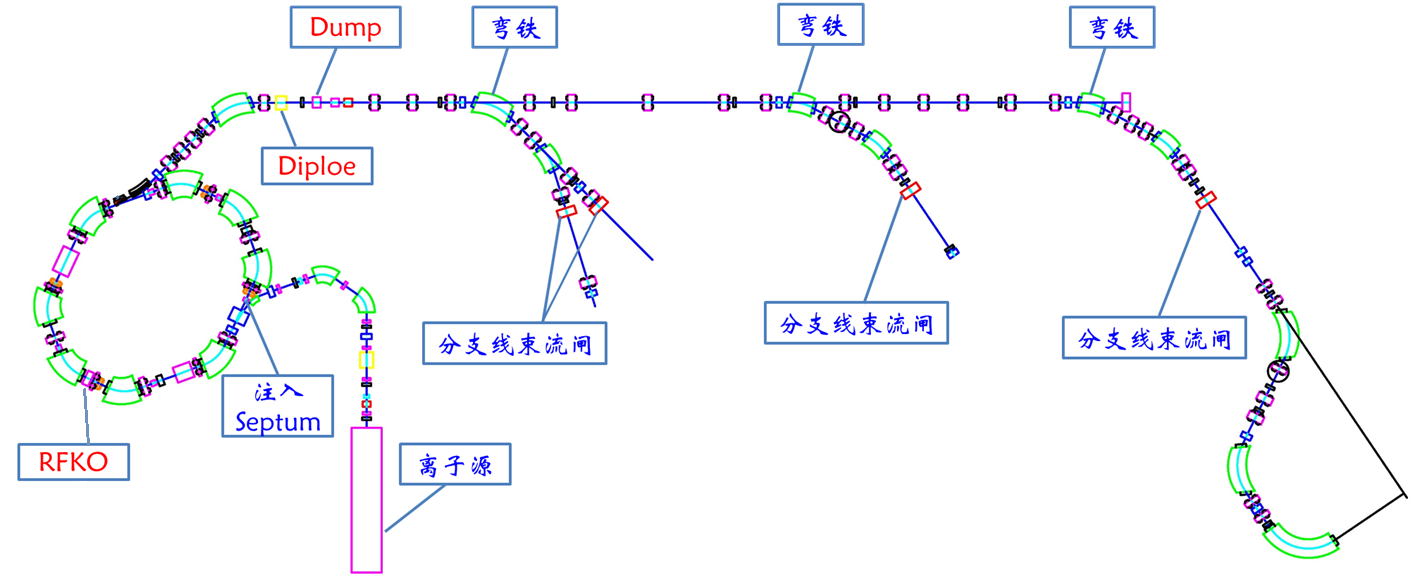 Dump
弯铁
弯铁
弯铁
Diploe
分支线束流闸
分支线束流闸
分支线束流闸
注入
Septum
RFKO
离子源